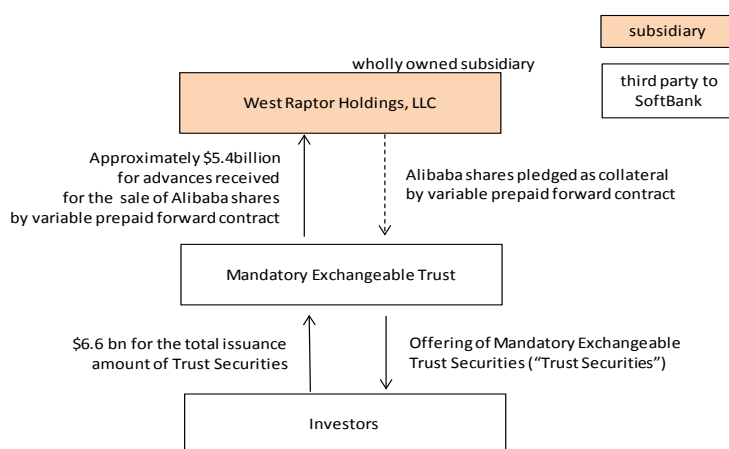 subsidiary
wholly owned subsidiary
third party to
SoftBank
West Raptor Holdings, LLC
Approximately $5.4billion
for advances received
for the sale of Alibaba shares
by variable prepaid forward contract
Alibaba shares pledged as collateral
by variable prepaid forward contract
Mandatory Exchangeable Trust
$6.6 bn for the total issuance
amount of Trust Securities
Offering of Mandatory Exchangeable
Trust Securities (“Trust Securities”)
Investors